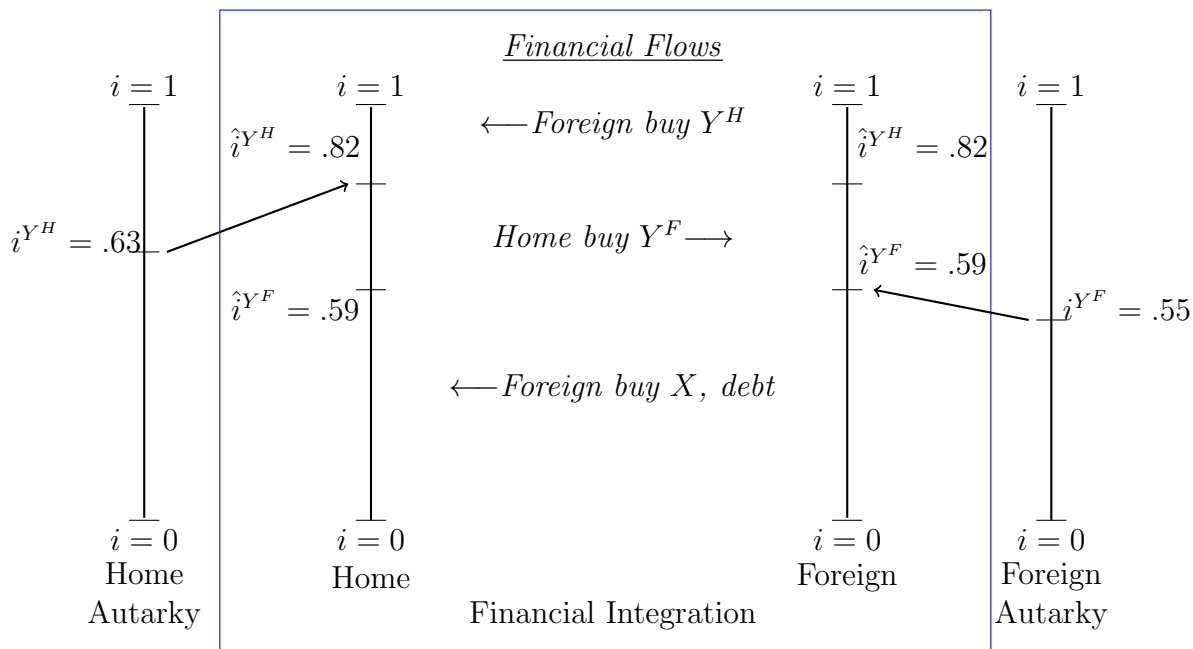 Financial Flows
i = 1
i = 1
i = 1
i = 1
←—Foreign buy Y^H
î^{Y^H} = .82
î^{Y^H} = .82
i^{Y^H} = .63
Home buy Y^F—→
î^{Y^F} = .59
î^{Y^F} = .59
i^{Y^F} = .55
←—Foreign buy X, debt
i = 0
i = 0
i = 0
i = 0
Home
Autarky
Home
Foreign
Foreign
Autarky
Financial Integration